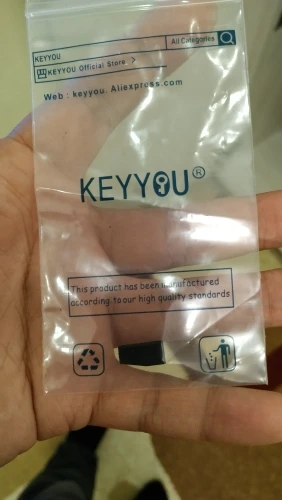 KEYYOU All Categories
KEYYOU Official Store >
Web : keyyou. Aliexpress.com
KEYYOU®
This product has been manufactured
according to our high quality standards